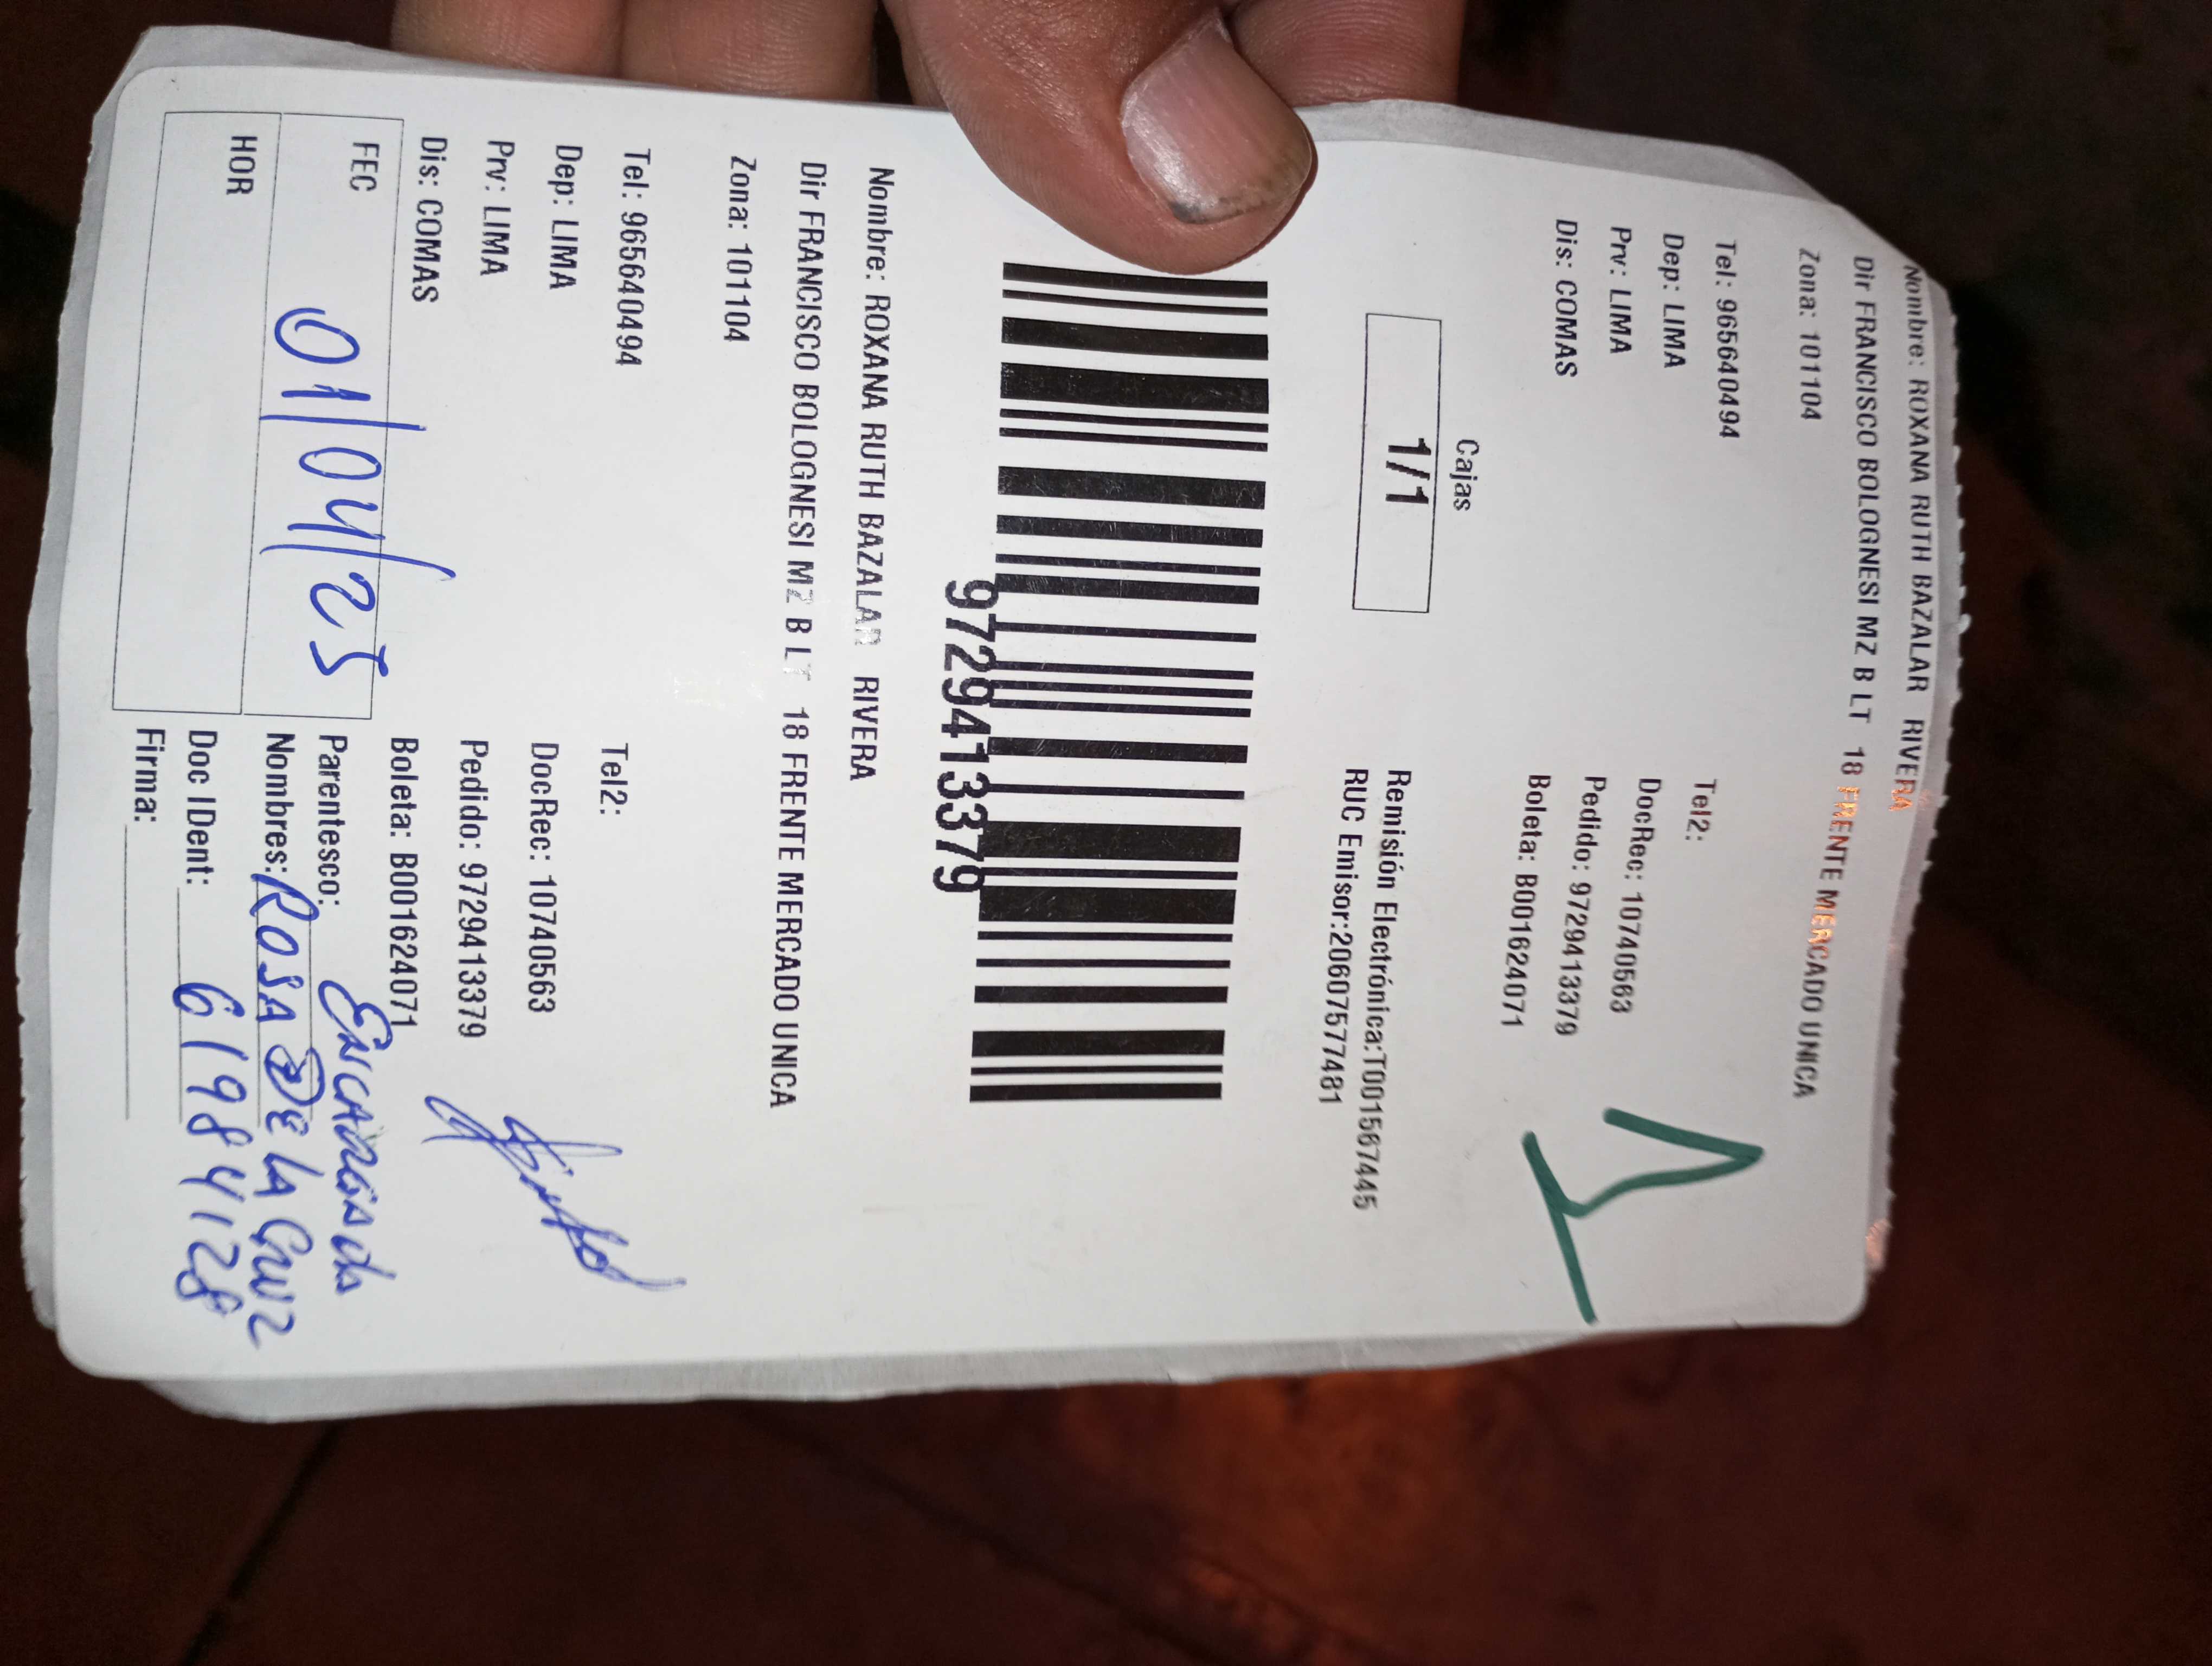 Nombre: ROXANA RUTH BAZALAR RIVERA
Dir FRANCISCO BOLOGNESI MZ B LT 18 FRENTE MERCADO UNICA
Zona: 101104
Tel: 965640494 Tel2:
Dep: LIMA DocRec: 10740563
Prv: LIMA Pedido: 9729413379
Dis: COMAS Boleta: B001624071
Cajas
1/1
Remisión Electrónica:T001567445
RUC Emisor:20607577481
9729413379
Nombre: ROXANA RUTH BAZALAR RIVERA
Dir FRANCISCO BOLOGNESI MZ B LT 18 FRENTE MERCADO UNICA
Zona: 101104
Tel: 965640494 Tel2:
Dep: LIMA DocRec: 10740563
Prv: LIMA Pedido: 9729413379
Dis: COMAS Boleta: B001624071
FEC 01/04/25 Parentesco: Encargada
HOR Nombres: ROSA DE LA CRUZ
Doc IDent: 61984128
Firma: